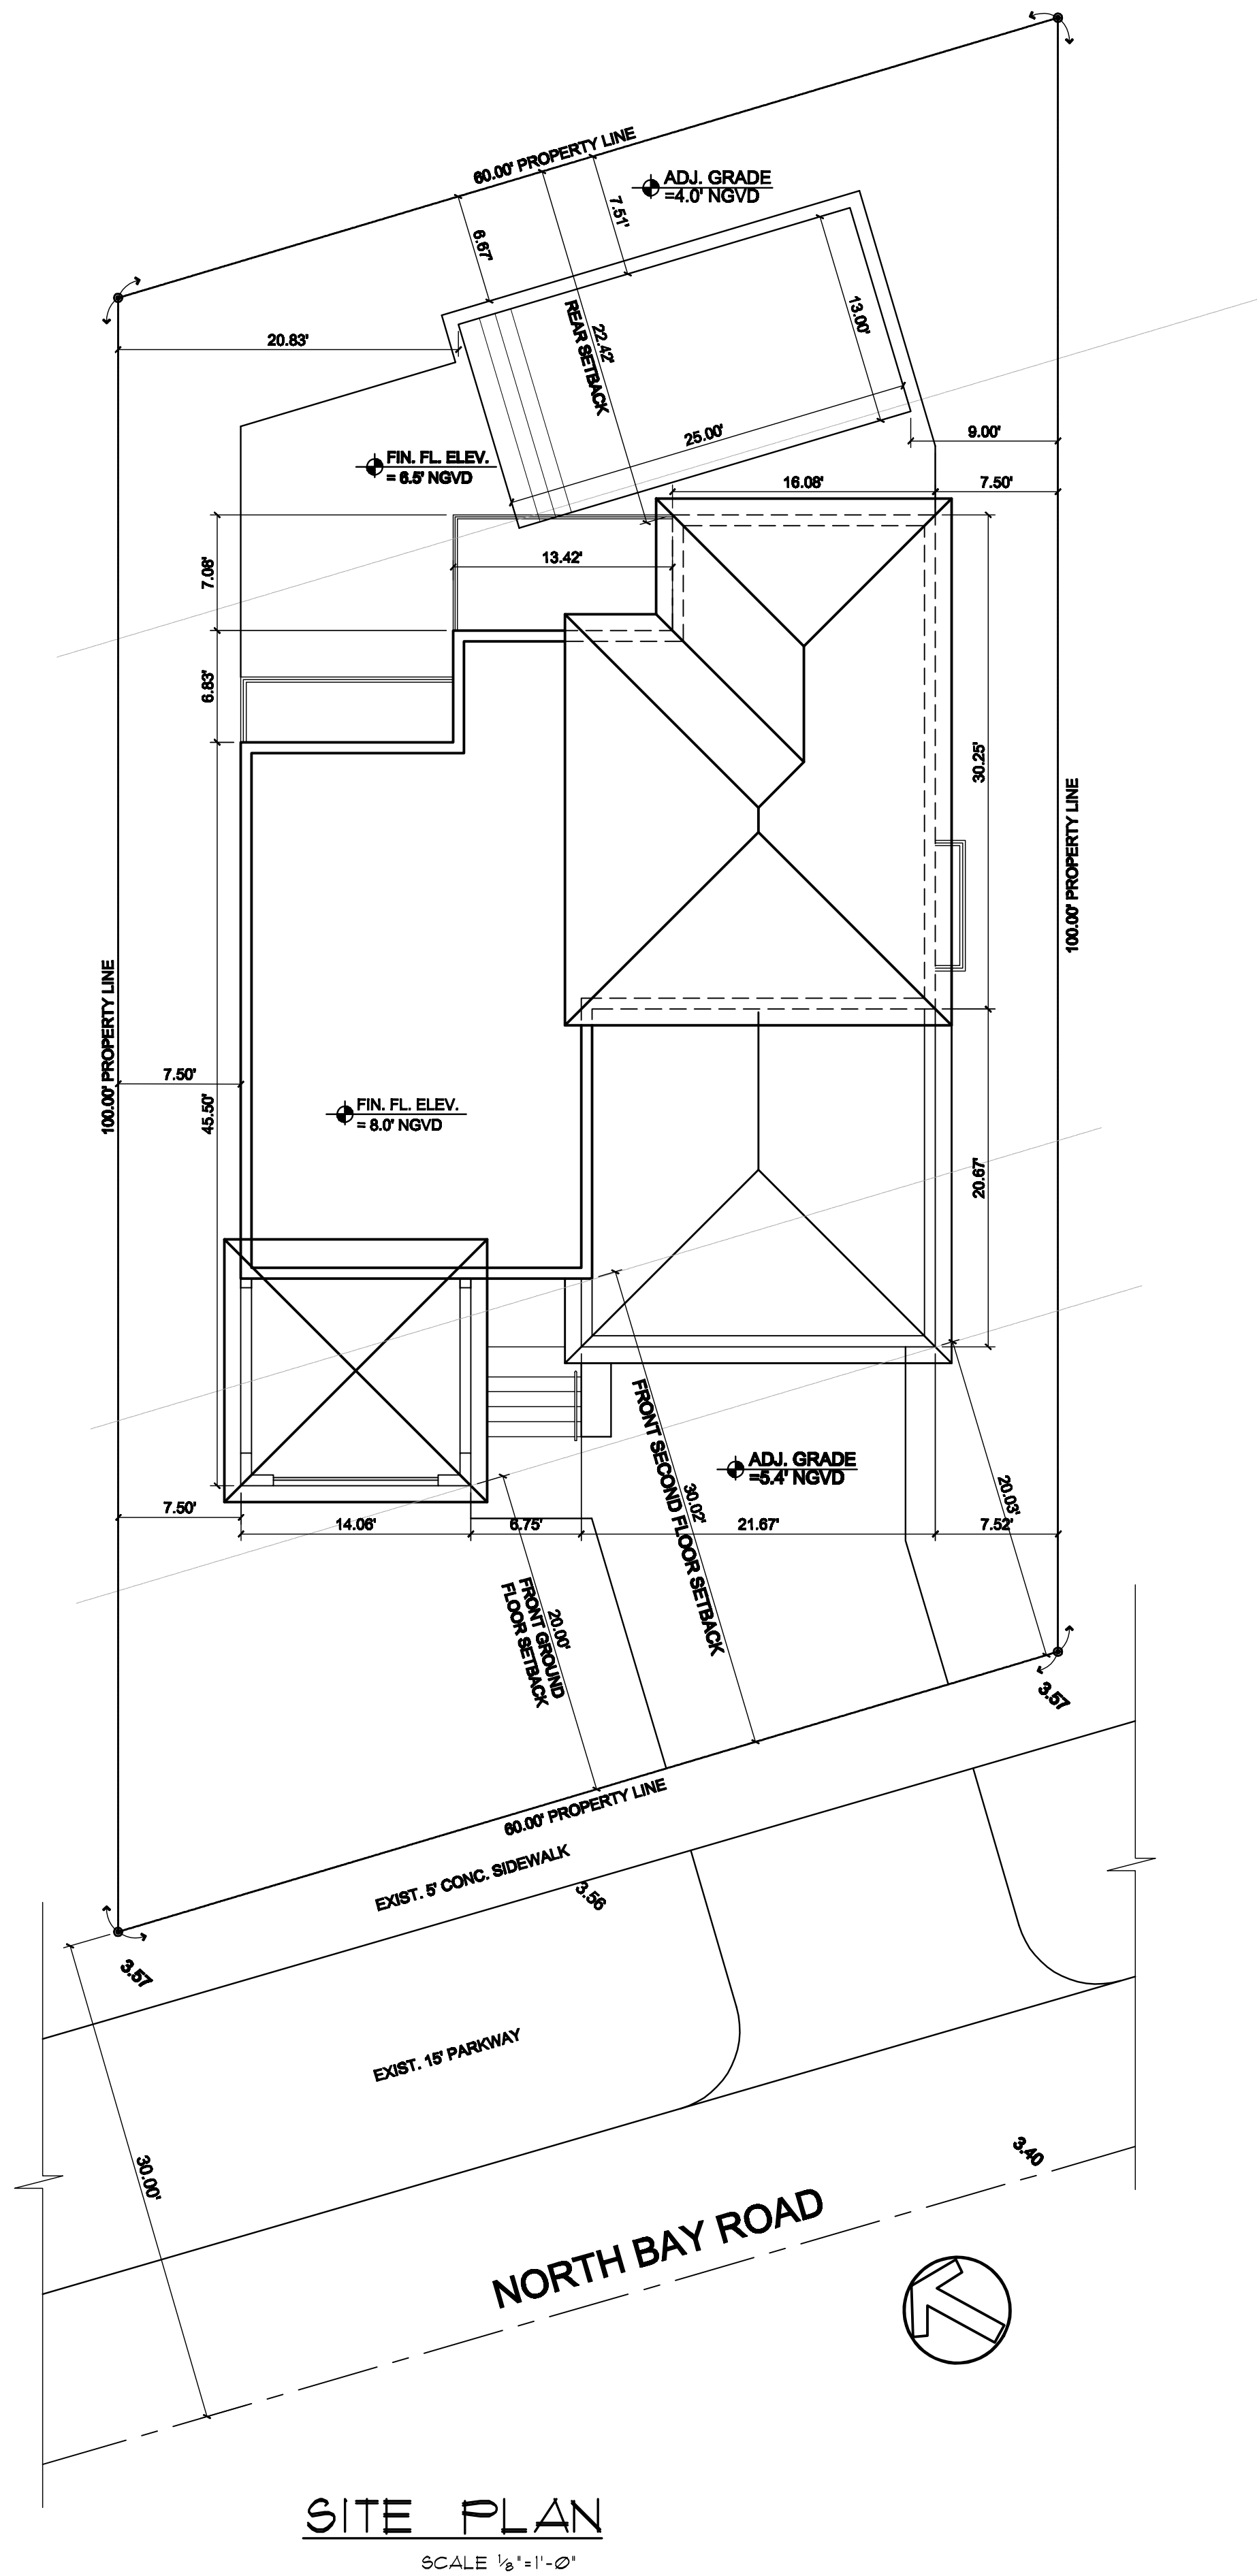 60.00' PROPERTY LINE
ADJ. GRADE
=4.0' NGVD
7.51'
6.67'
REAR SETBACK
22.42'
13.00'
20.83'
25.00'
9.00'
FIN. FL. ELEV.
= 6.5' NGVD
16.08'
7.50'
7.08'
13.42'
6.83'
30.25'
100.00' PROPERTY LINE
100.00' PROPERTY LINE
7.50'
45.50'
FIN. FL. ELEV.
= 8.0' NGVD
20.67'
FRONT SECOND FLOOR SETBACK
30.02'
ADJ. GRADE
=5.4' NGVD
20.03'
7.50'
14.06'
6.75'
21.67'
7.52'
FRONT GROUND
FLOOR SETBACK
20.00'
3.57
60.00' PROPERTY LINE
EXIST. 5' CONC. SIDEWALK
3.56
3.57
EXIST. 15' PARKWAY
30.00'
3.40
NORTH BAY ROAD
SITE PLAN
SCALE 1/8"=1'-0"